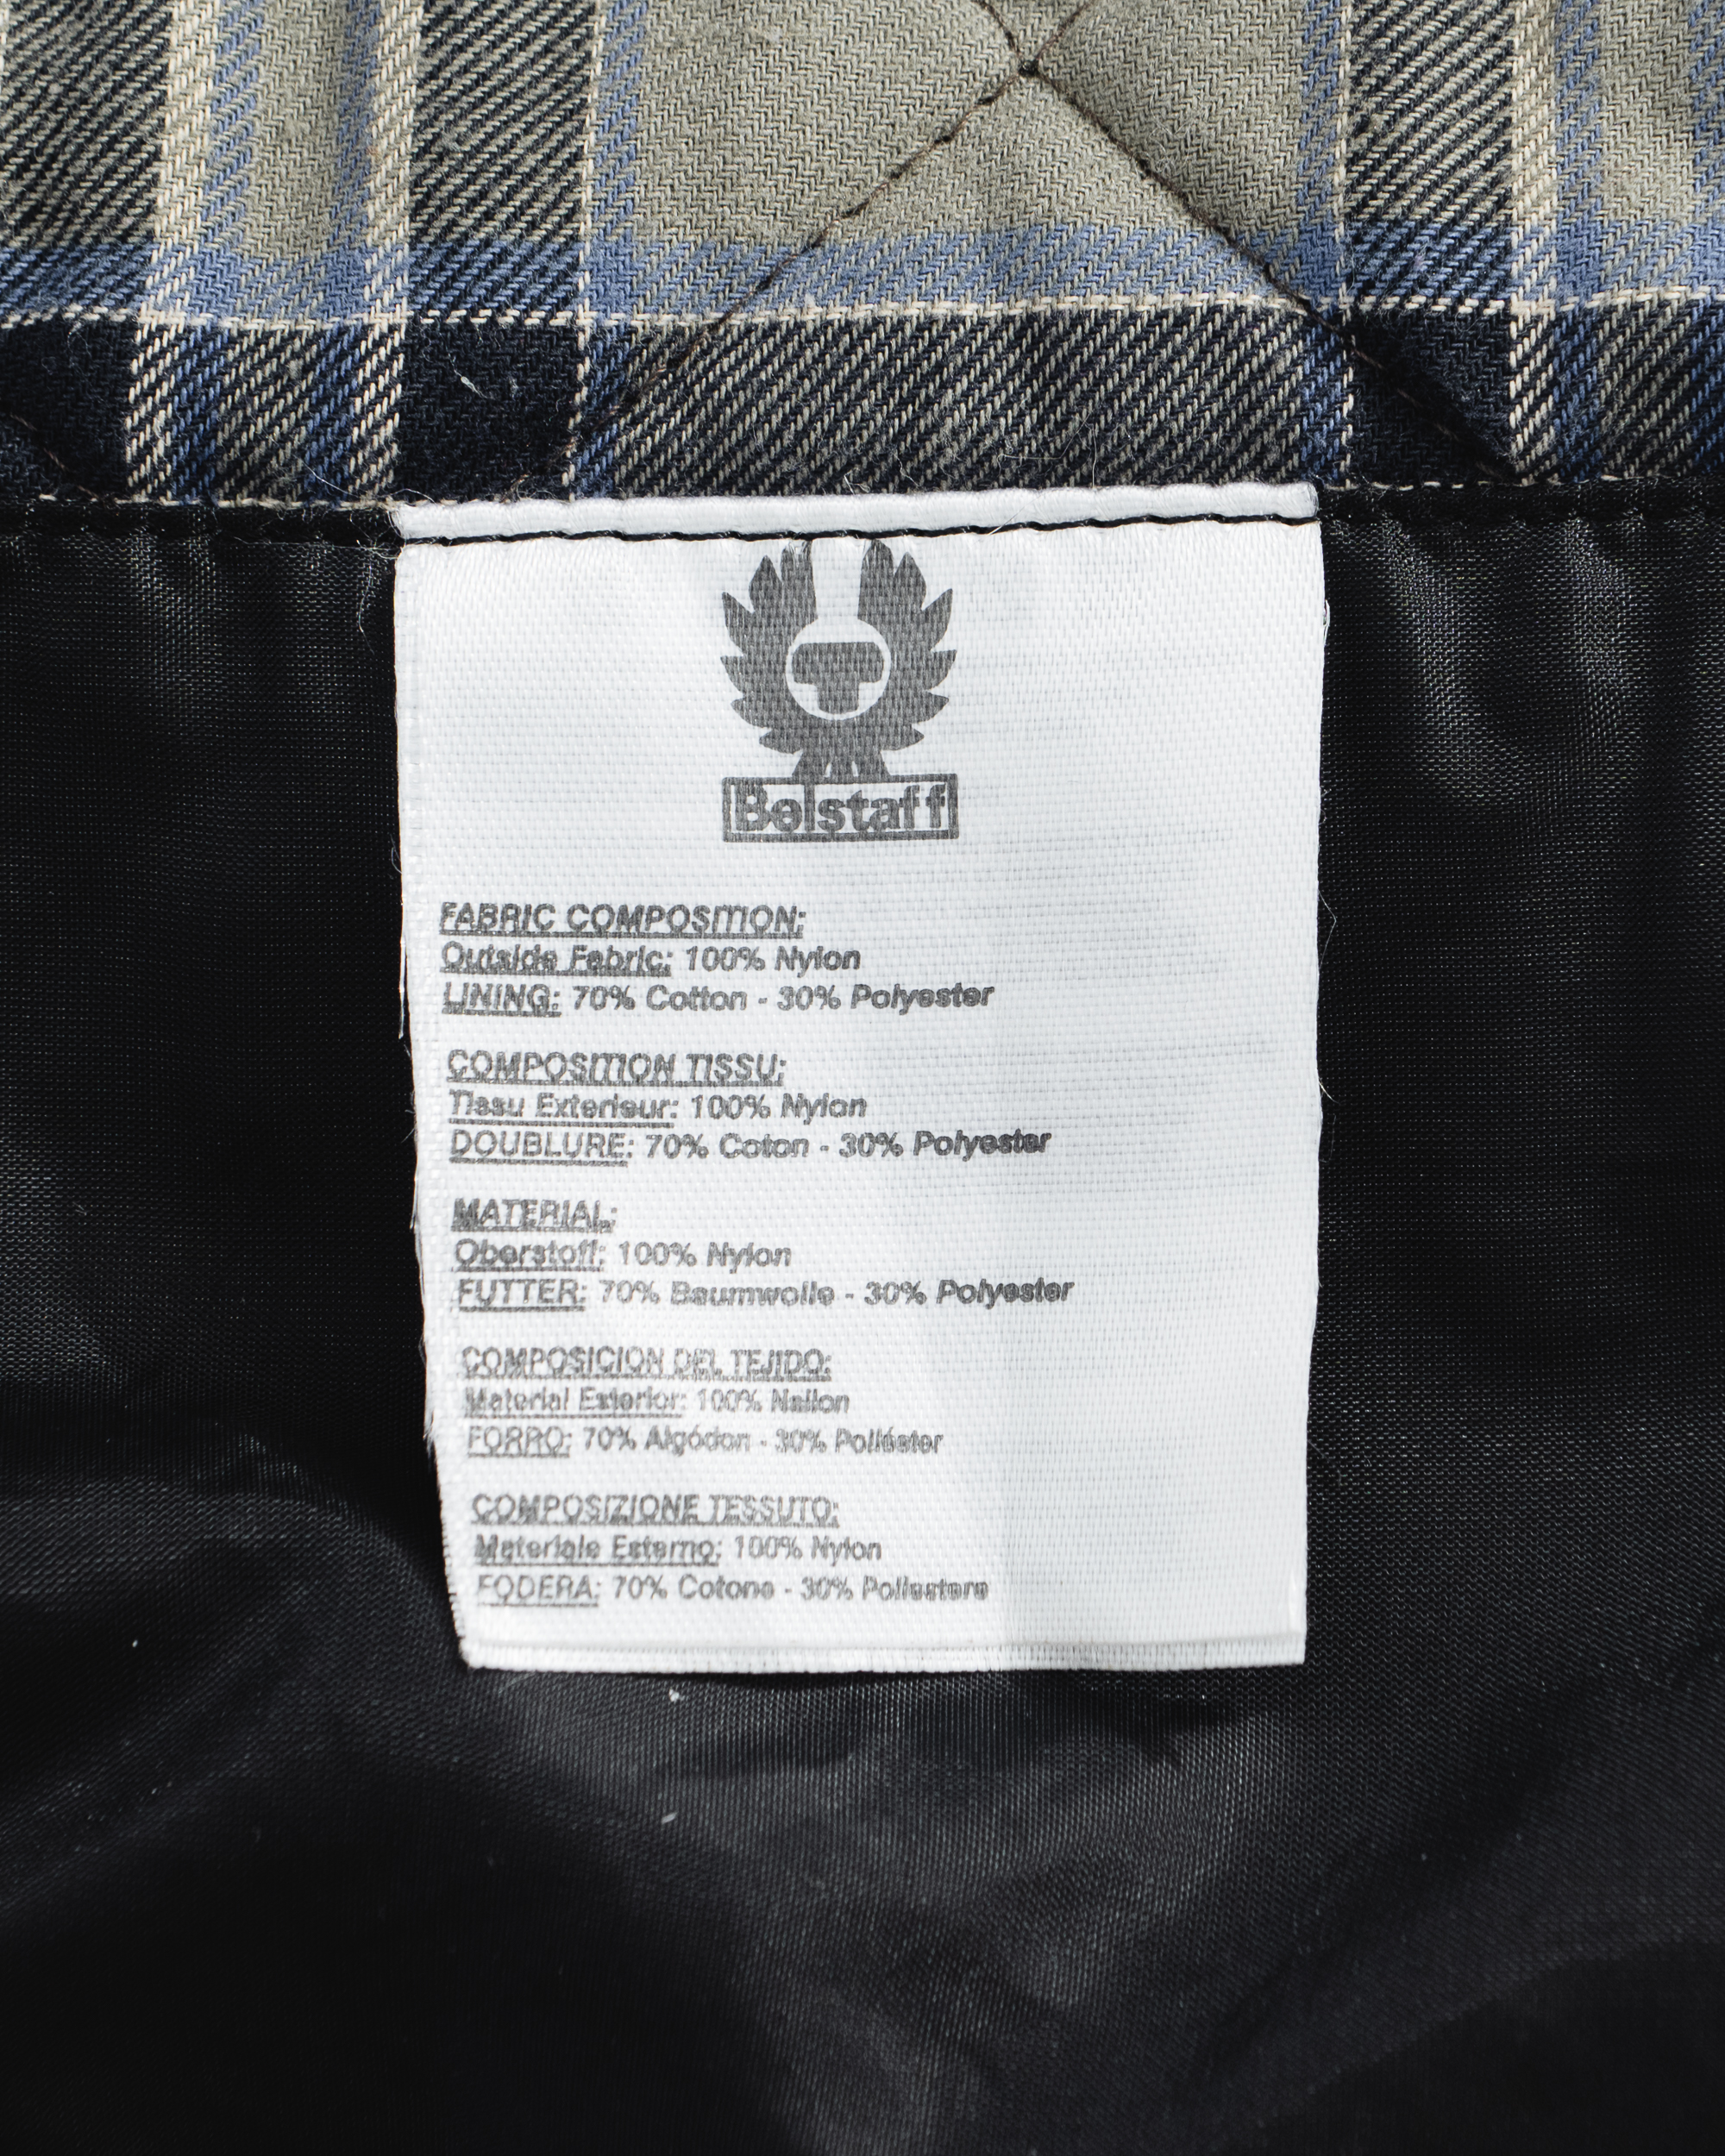 Belstaff
FABRIC COMPOSITION:
Outside Fabric: 100% Nylon
LINING: 70% Cotton - 30% Polyester
COMPOSITION TISSU:
Tissu Exterieur: 100% Nylon
DOUBLURE: 70% Coton - 30% Polyester
MATERIAL:
Oberstoff: 100% Nylon
FUTTER: 70% Baumwolle - 30% Polyester
COMPOSICION DEL TEJIDO:
Material Exterior: 100% Nailon
FORRO: 70% Algódon - 30% Poliéster
COMPOSIZIONE TESSUTO:
Materiale Esterno: 100% Nylon
FODERA: 70% Cotone - 30% Poliestere